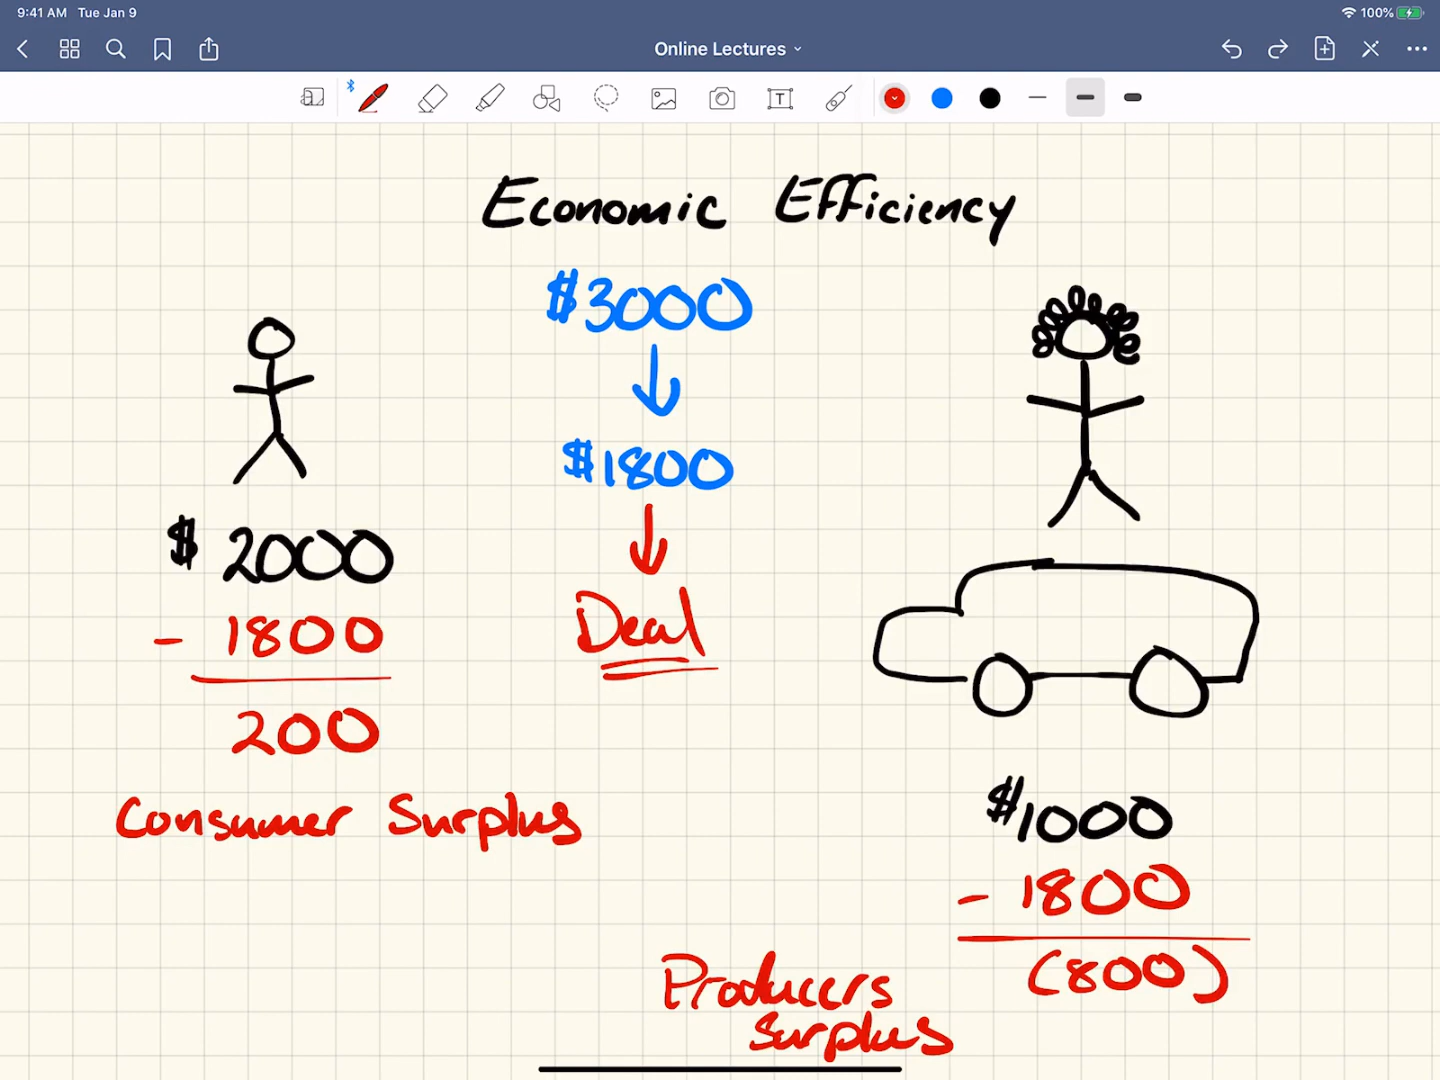 9:41 AM Tue Jan 9
100%
Online Lectures
Economic Efficiency
$3000
$1800
Deal
$ 2000
- 1800
200
Consumer Surplus
$1000
- 1800
(800)
Producers
Surplus